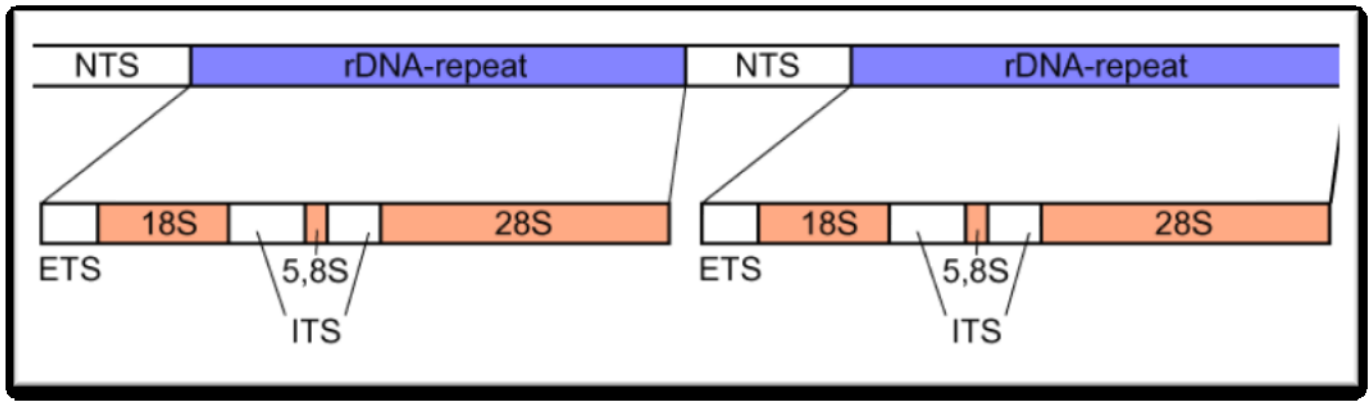 NTS rDNA-repeat NTS rDNA-repeat
18S 28S 18S 28S
ETS 5,8S ETS 5,8S
ITS ITS